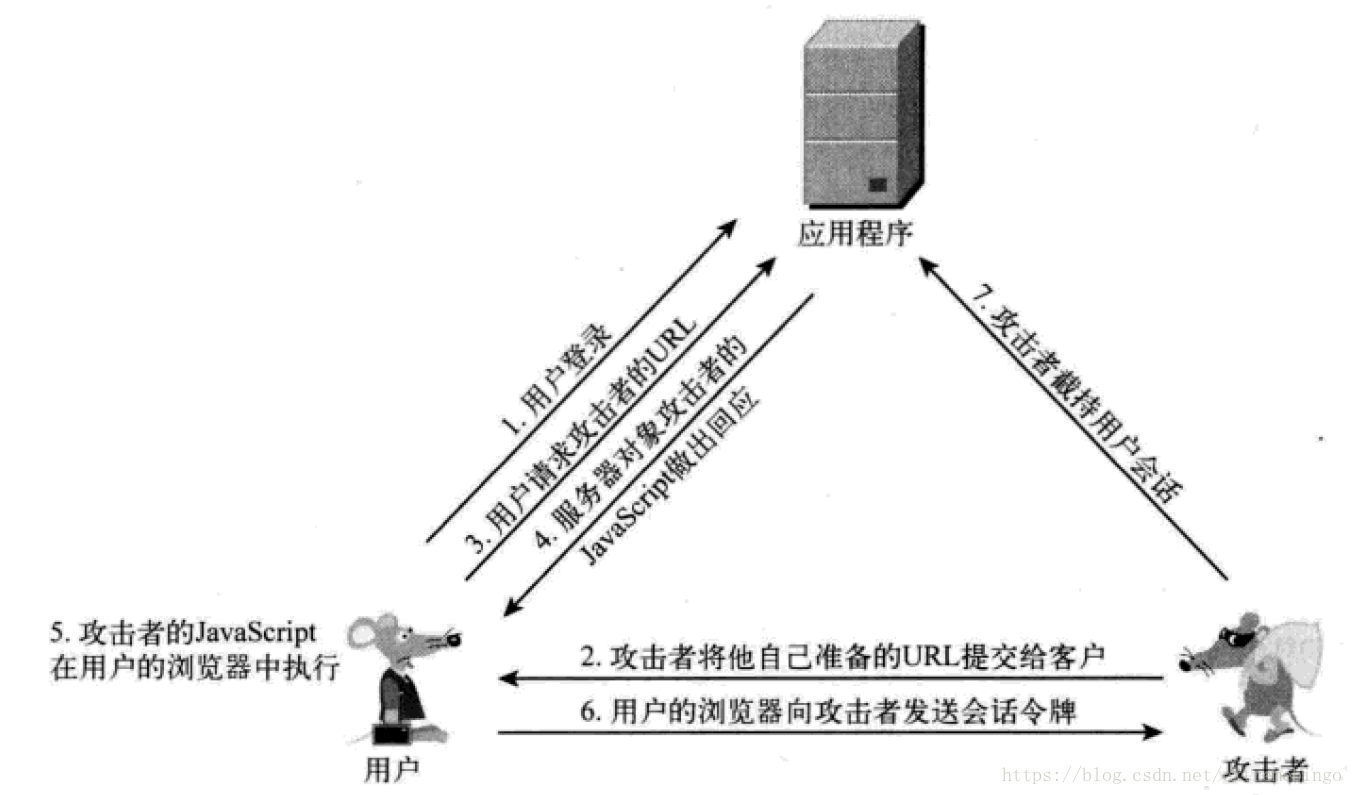 应用程序
1. 用户登录
3. 用户请求攻击者的URL
4. 服务器对象攻击者的
JavaScript做出回应
7. 攻击者截持用户会话
5. 攻击者的JavaScript
在用户的浏览器中执行
2. 攻击者将他自己准备的URL提交给客户
6. 用户的浏览器向攻击者发送会话令牌
用户
攻击者
https://blog.csdn.net/